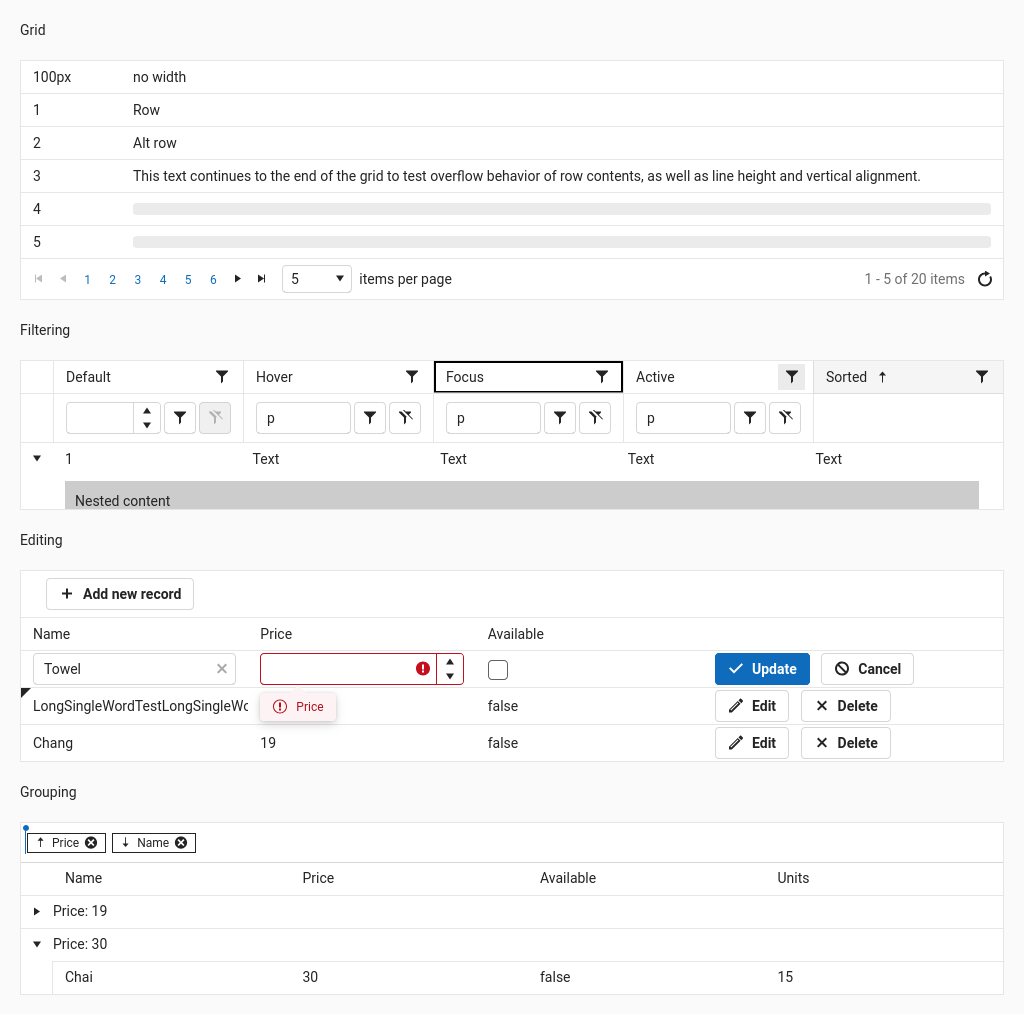 Grid
100px no width
1 Row
2 Alt row
3 This text continues to the end of the grid to test overflow behavior of row contents, as well as line height and vertical alignment.
4
5
1 2 3 4 5 6 5 items per page 1 - 5 of 20 items
Filtering
Default Hover Focus Active Sorted
p p p
1 Text Text Text Text
Nested content
Editing
Add new record
Name Price Available
Towel Update Cancel
LongSingleWordTestLongSingleWo Price false Edit Delete
Chang 19 false Edit Delete
Grouping
Price Name
Name Price Available Units
Price: 19
Price: 30
Chai 30 false 15